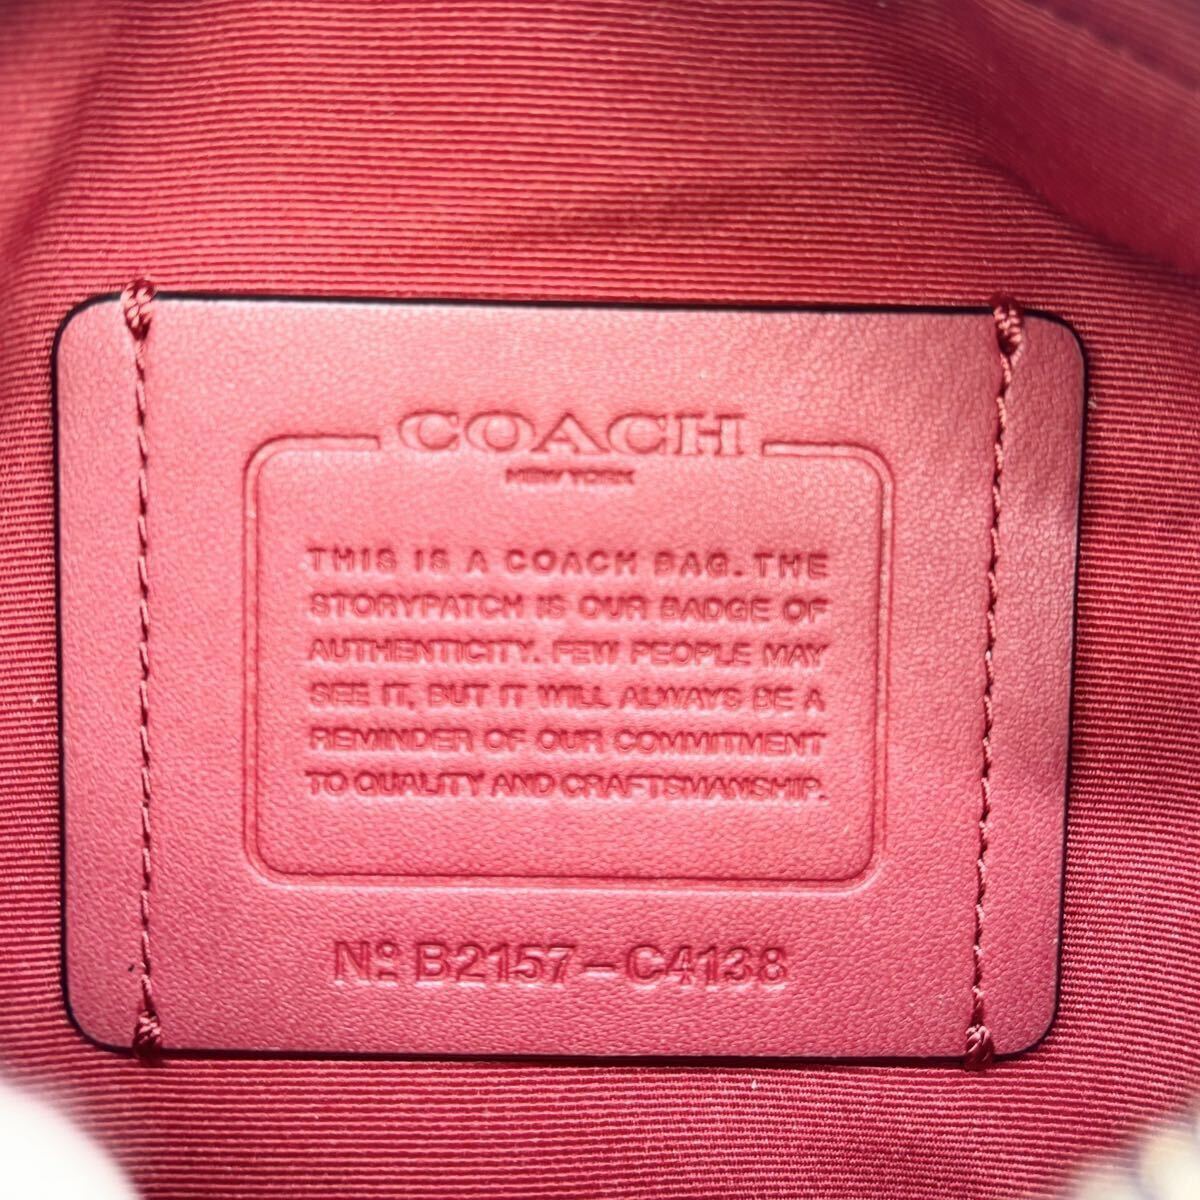 COACH
NEW YORK
THIS IS A COACH BAG. THE
STORYPATCH IS OUR BADGE OF
AUTHENTICITY. FEW PEOPLE MAY
SEE IT, BUT IT WILL ALWAYS BE A
REMINDER OF OUR COMMITMENT
TO QUALITY AND CRAFTSMANSHIP.
Nº B2157-C4138